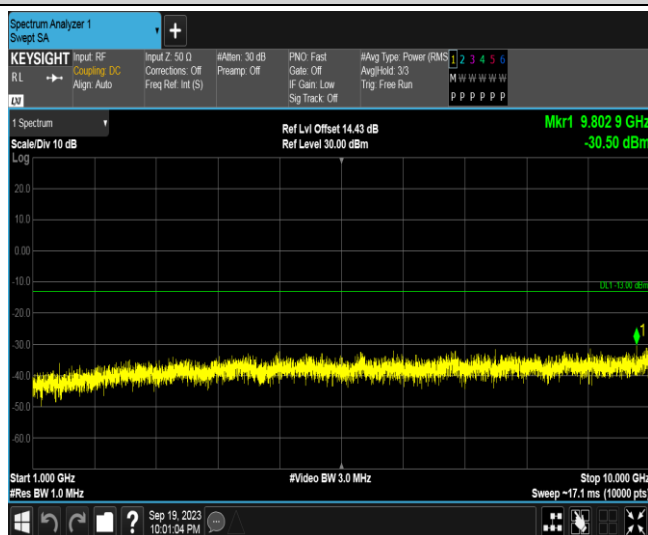 Spectrum Analyzer 1
Swept SA
+
KEYSIGHT
RL
LXI
Input: RF
Coupling: DC
Align: Auto
Input Z: 50 Ω
Corrections: Off
Freq Ref: Int (S)
#Atten: 30 dB
Preamp: Off
PNO: Fast
Gate: Off
IF Gain: Low
Sig Track: Off
#Avg Type: Power (RMS
Avg|Hold: 3/3
Trig: Free Run
1 2 3 4 5 6
M W W W W W
P P P P P P
1 Spectrum
Scale/Div 10 dB
Log
Ref Lvl Offset 14.43 dB
Ref Level 30.00 dBm
Mkr1 9.802 9 GHz
-30.50 dBm
20.0
10.0
0.00
-10.0
DL1 -13.00 dBm
-20.0
-30.0
1
-40.0
-50.0
-60.0
Start 1.000 GHz
#Res BW 1.0 MHz
#Video BW 3.0 MHz
Stop 10.000 GHz
Sweep ~17.1 ms (10000 pts)
?
Sep 19, 2023
10:01:04 PM